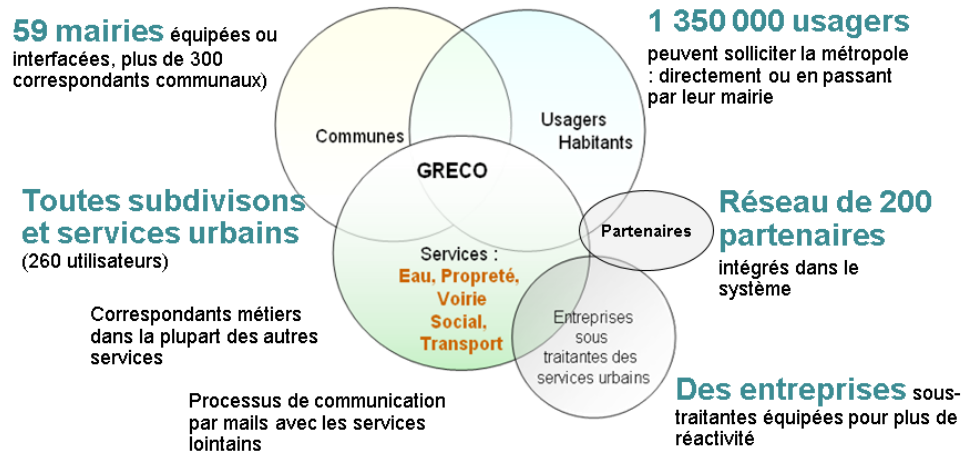 59 mairies équipées ou
interfacées, plus de 300
correspondants communaux)
1 350 000 usagers
peuvent solliciter la métropole
: directement ou en passant
par leur mairie
Communes
Usagers
Habitants
GRECO
Toutes subdivisons
et services urbains
(260 utilisateurs)
Services :
Eau, Propreté,
Voirie
Social,
Transport
Partenaires
Réseau de 200
partenaires
intégrés dans le
système
Correspondants métiers
dans la plupart des autres
services
Entreprises
sous
traitantes des
services urbains
Processus de communication
par mails avec les services
lointains
Des entreprises sous-
traitantes équipées pour plus de
réactivité